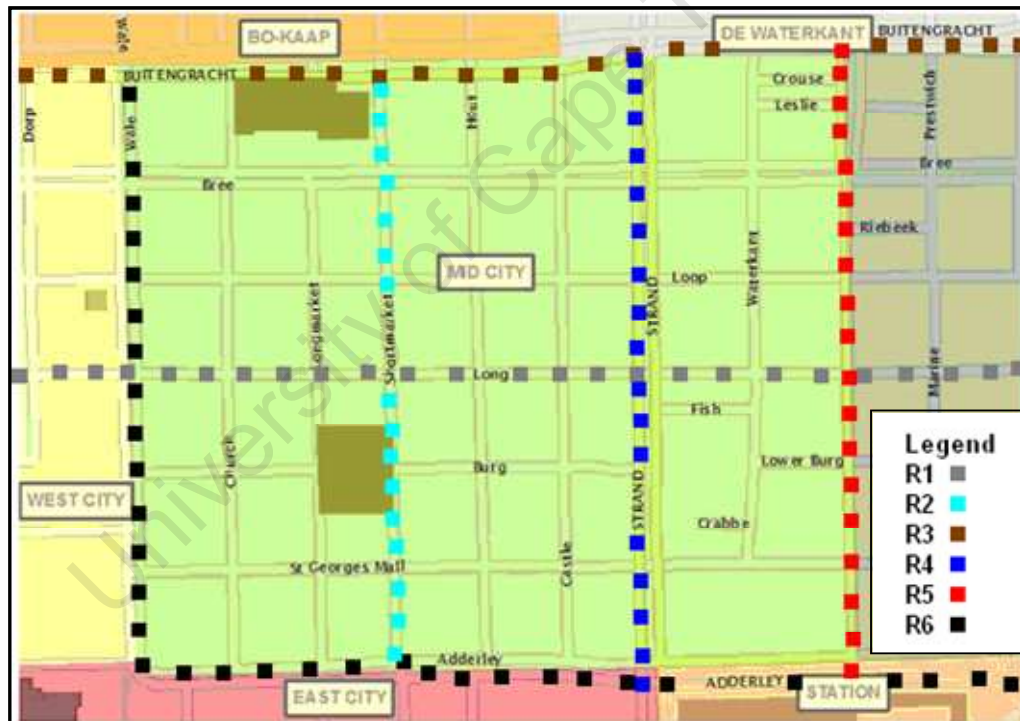 Wale
BO-KAAP
DE WATERKANT
BUITENGRACHT
BUITENGRACHT
Crouse
Leslie
Dorp
Wale
Hout
Prestwich
Bree
Bree
Riebeek
MID CITY
Waterkant
Loop
STRAND
Longmarket
Shortmarket
Long
Marine
Fish
Church
Burg
Lower Burg
WEST CITY
STRAND
Crabbe
St Georges Mall
Castle
Adderley
ADDERLEY
EAST CITY
STATION
Legend
R1
R2
R3
R4
R5
R6
University of Cape T